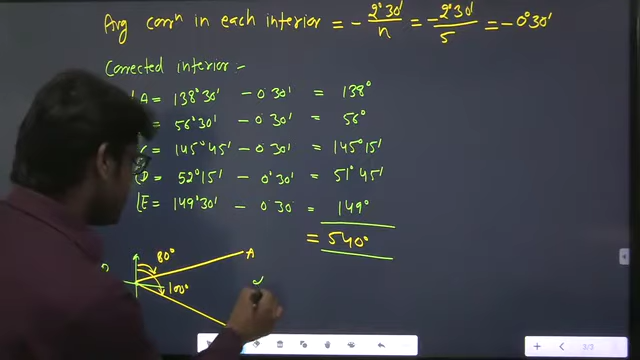 Avg corrⁿ in each interior = - 2°30'/n = -2°30'/5 = -0°30'
Corrected interior :-
∠A = 138°30' - 0°30' = 138°
= 56°30' - 0°30' = 56°
= 145°45' - 0°30' = 145°15'
∠D = 52°15' - 0°30' = 51°45'
∠E = 149°30' - 0°30 = 149°
= 540°
80°
A
100°
3/3